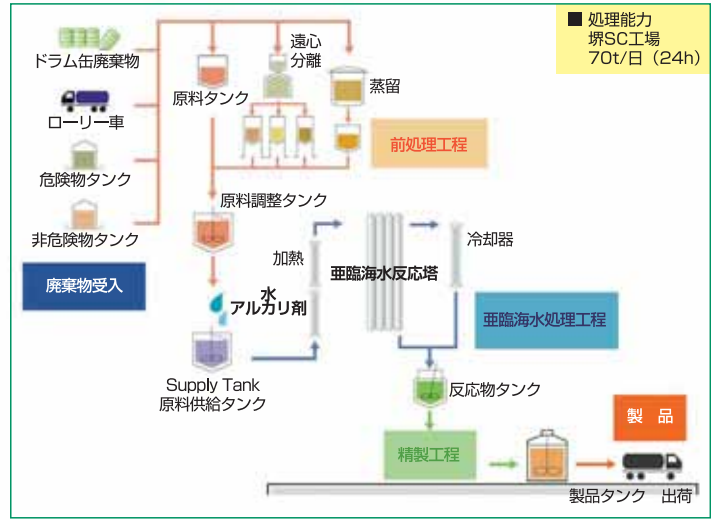 ■ 処理能力
堺SC工場
70t/日（24h）
ドラム缶廃棄物
ローリー車
危険物タンク
非危険物タンク
廃棄物受入
原料タンク
遠心
分離
蒸留
前処理工程
原料調整タンク
水
アルカリ剤
Supply Tank
原料供給タンク
加熱
亜臨海水反応塔
冷却器
亜臨海水処理工程
反応物タンク
精製工程
製品
製品タンク 出荷